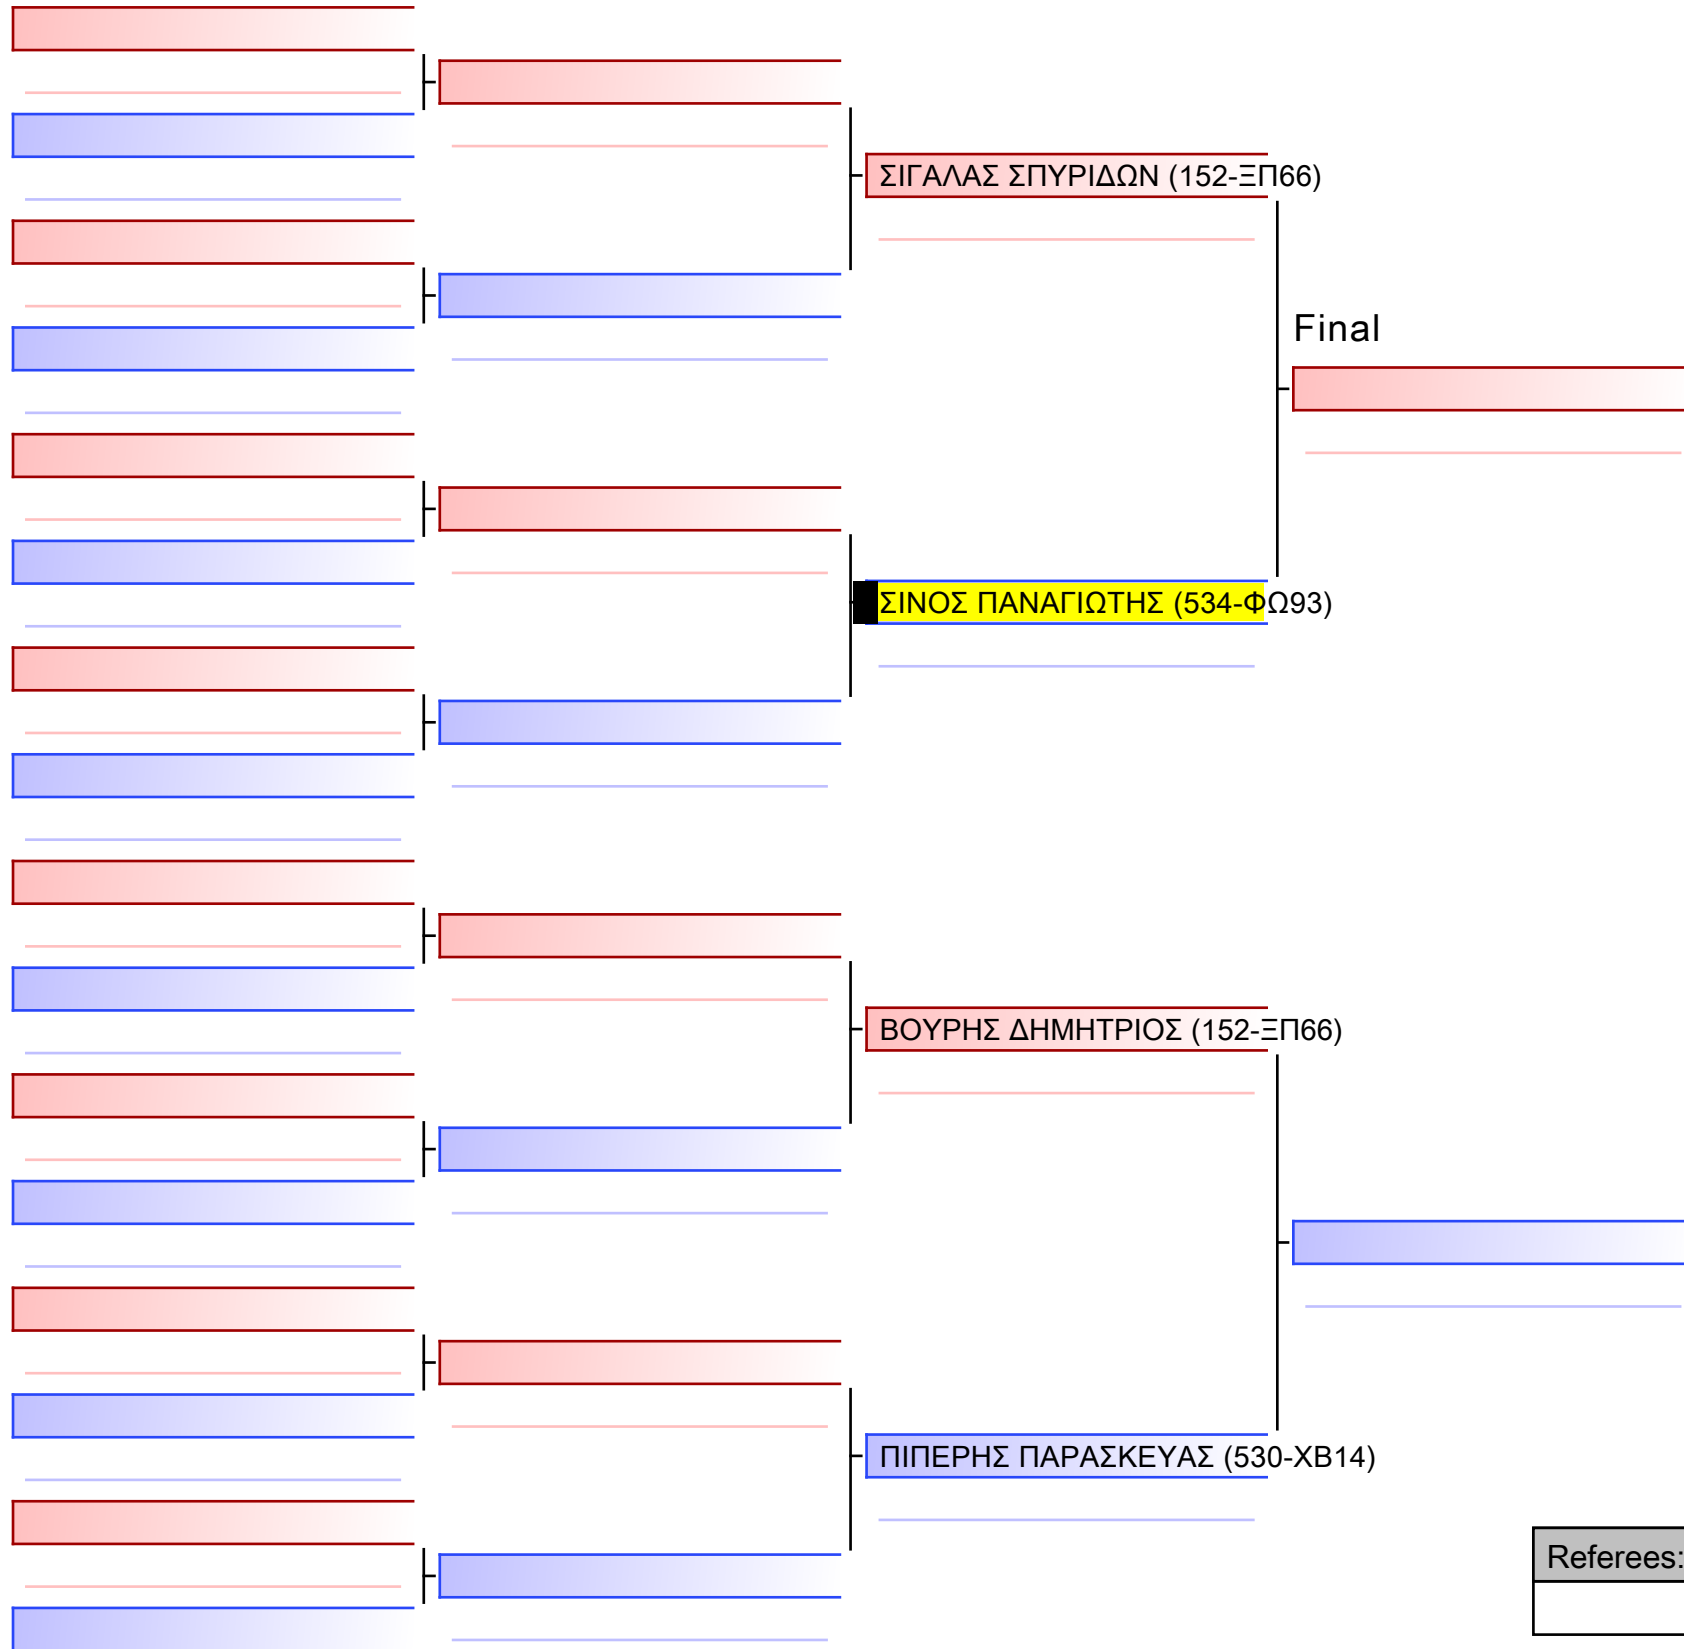 ΣΙΓΑΛΑΣ ΣΠΥΡΙΔΩΝ (152-ΞΠ66)
Final
ΣΙΝΟΣ ΠΑΝΑΓΙΩΤΗΣ (534-ΦΩ93)
ΒΟΥΡΗΣ ΔΗΜΗΤΡΙΟΣ (152-ΞΠ66)
ΠΙΠΕΡΗΣ ΠΑΡΑΣΚΕΥΑΣ (530-ΧΒ14)
Referees: